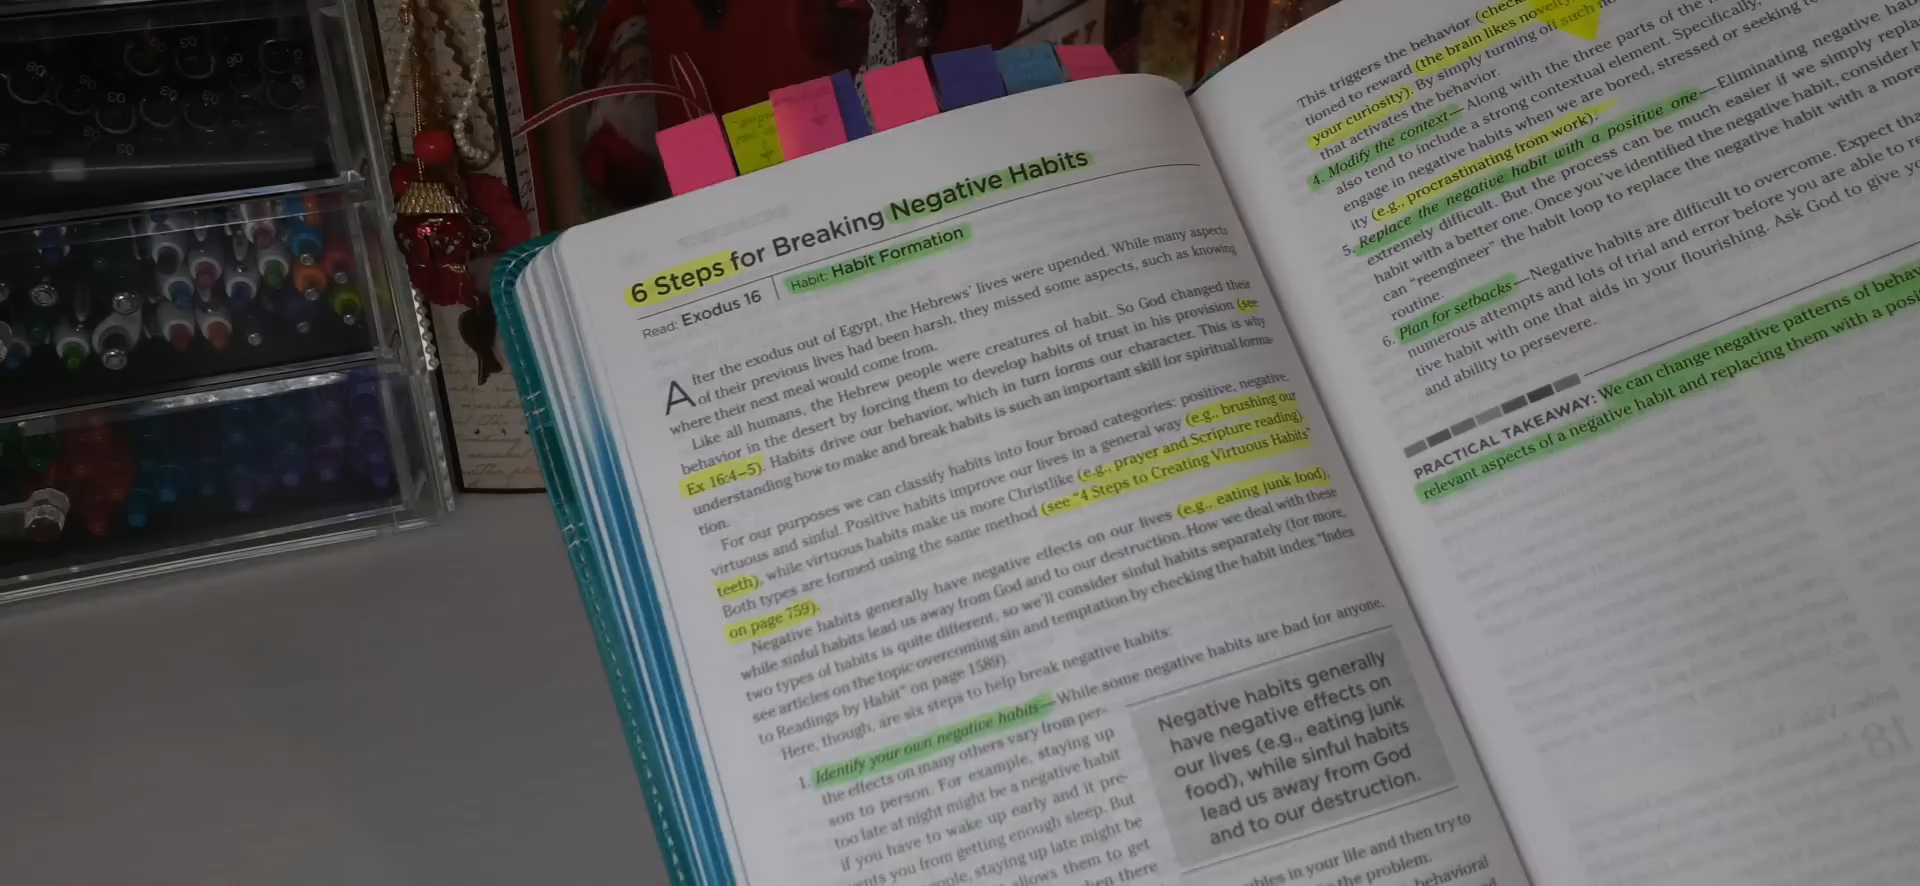 6 Steps for Breaking Negative Habits
Read: Exodus 16 | Habit: Habit Formation
After the exodus out of Egypt, the Hebrews' lives were upended. While many aspects
of their previous lives had been harsh, they missed some aspects, such as knowing
where their next meal would come from.
Like all humans, the Hebrew people were creatures of habit. So God changed their
behavior in the desert by forcing them to develop habits of trust in his provision (see
Ex 16:4–5). Habits drive our behavior, which in turn forms our character. This is why
understanding how to make and break habits is such an important skill for spiritual forma-
tion.
For our purposes we can classify habits into four broad categories: positive, negative,
virtuous and sinful. Positive habits improve our lives in a general way (e.g., brushing our
teeth), while virtuous habits make us more Christlike (e.g., prayer and Scripture reading).
Both types are formed using the same method (see "4 Steps to Creating Virtuous Habits"
on page 759).
Negative habits generally have negative effects on our lives (e.g., eating junk food),
while sinful habits lead us away from God and to our destruction. How we deal with these
two types of habits is quite different, so we'll consider sinful habits separately (for more,
see articles on the topic overcoming sin and temptation by checking the habit index "Index
to Readings by Habit" on page 1589).
Here, though, are six steps to help break negative habits:
1. Identify your own negative habits—While some negative habits are bad for anyone,
the effects on many others vary from per-
son to person. For example, staying up
too late at night might be a negative habit
if you have to wake up early and it pre-
vents you from getting enough sleep. But
staying up late might be
allows them to get
there
Negative habits generally
have negative effects on
our lives (e.g., eating junk
food), while sinful habits
lead us away from God
and to our destruction.
in your life and then try to
the problem.
behavioral
This triggers the behavior
tioned to reward (the brain likes novelty,
your curiosity). By simply turning off such
that activates the behavior.
4. Modify the context—Along with the three parts of the
also tend to include a strong contextual element. Specifically,
engage in negative habits when we are bored, stressed or seeking
ity (e.g., procrastinating from work).
5. Replace the negative habit with a positive one—Eliminating negative
extremely difficult. But the process can be much easier if we simply
habit with a better one. Once you've identified the negative habit, consider
can "reengineer" the habit loop to replace the negative habit with a more
routine.
6. Plan for setbacks—Negative habits are difficult to overcome. Expect
numerous attempts and lots of trial and error before you are able to
tive habit with one that aids in your flourishing. Ask God to give
and ability to persevere.
PRACTICAL TAKEAWAY: We can change negative patterns of
relevant aspects of a negative habit and replacing them with a